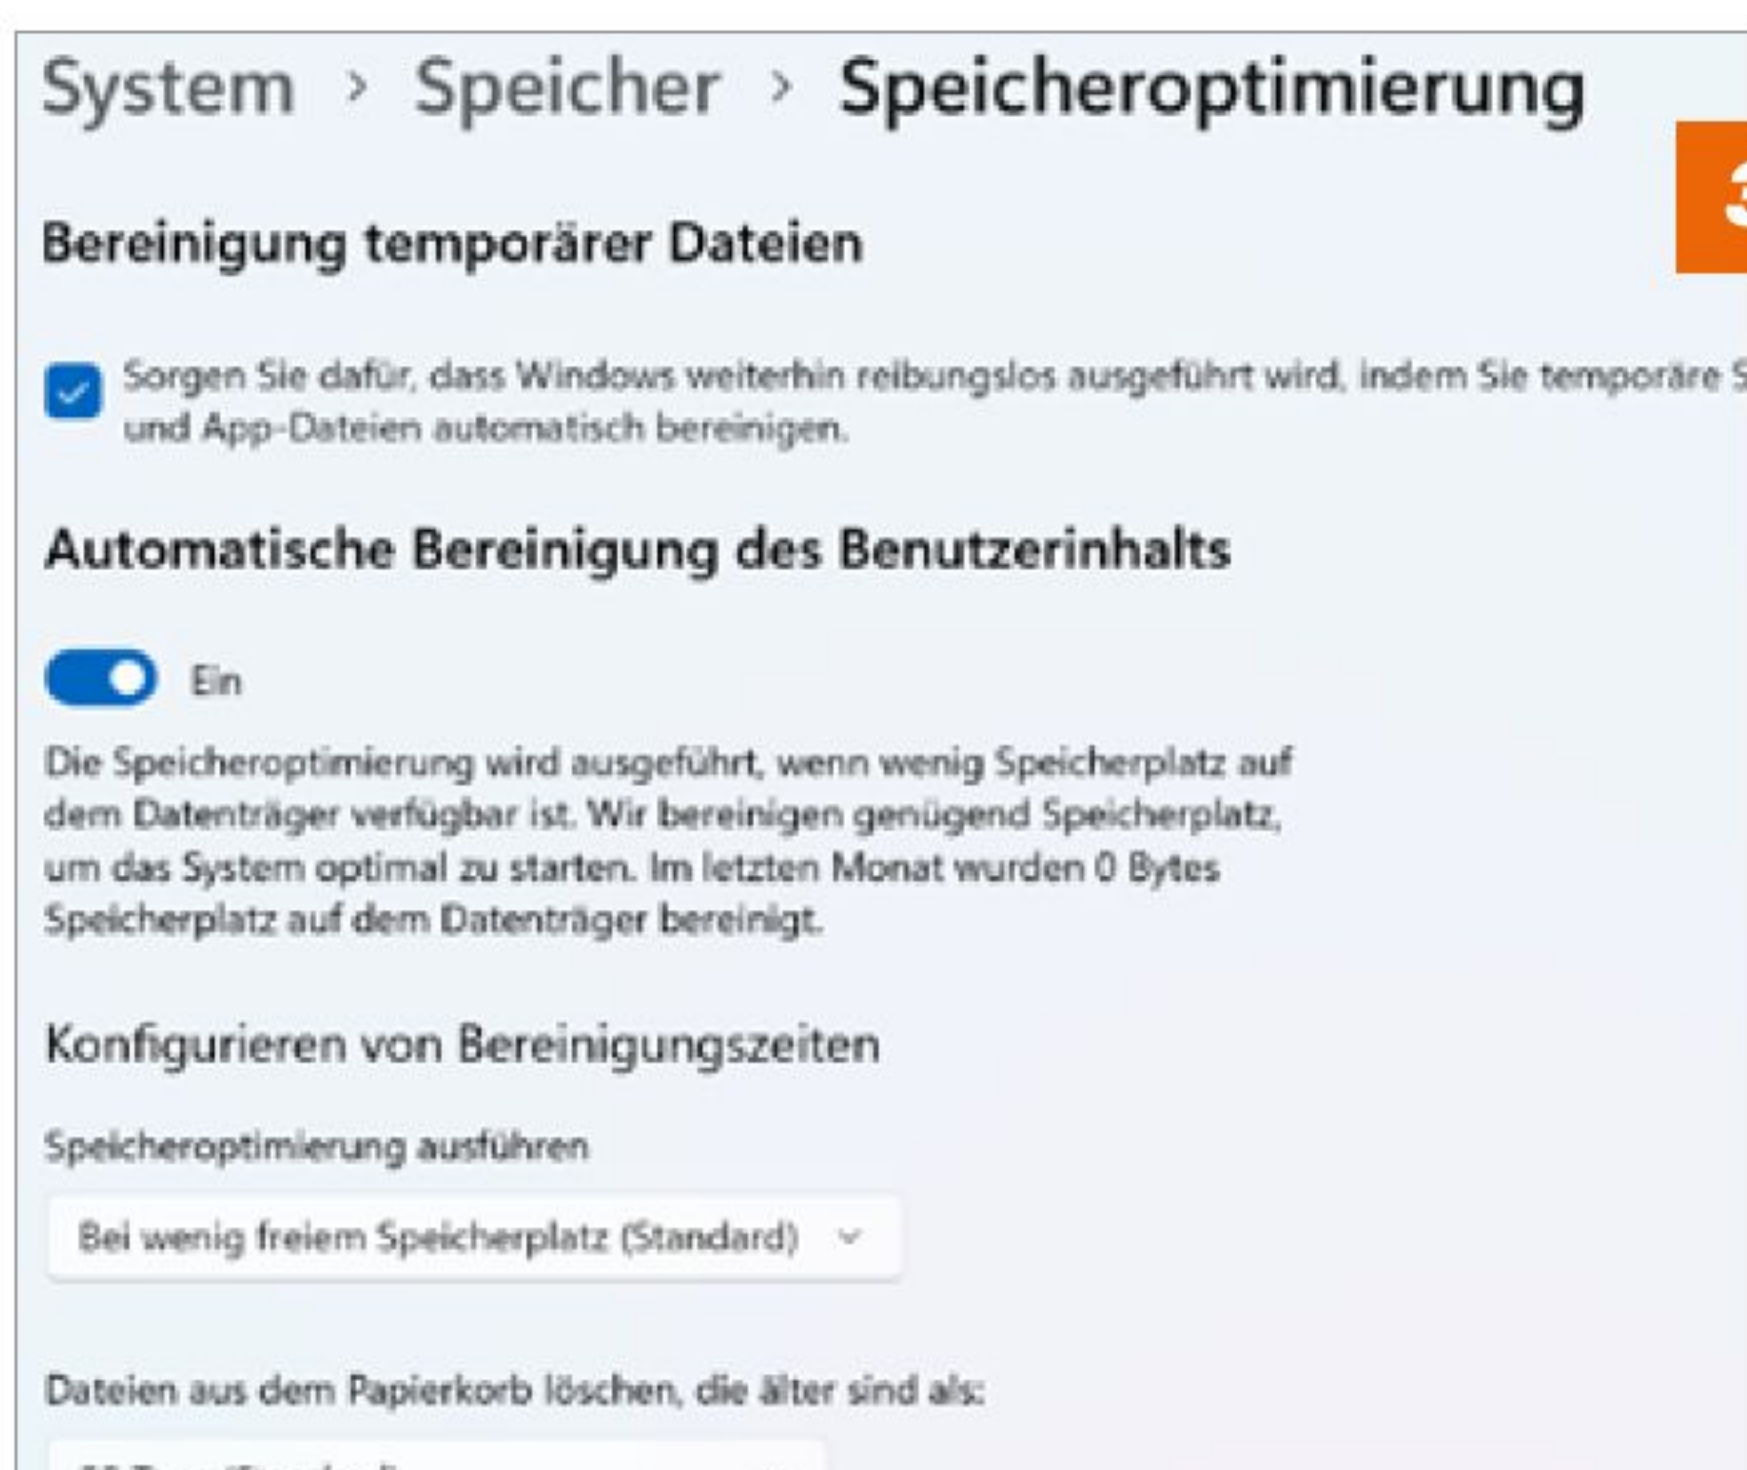 System > Speicher > Speicheroptimierung
3
Bereinigung temporärer Dateien
Sorgen Sie dafür, dass Windows weiterhin reibungslos ausgeführt wird, indem Sie temporäre
und App-Dateien automatisch bereinigen.
Automatische Bereinigung des Benutzerinhalts
Ein
Die Speicheroptimierung wird ausgeführt, wenn wenig Speicherplatz auf
dem Datenträger verfügbar ist. Wir bereinigen genügend Speicherplatz,
um das System optimal zu starten. Im letzten Monat wurden 0 Bytes
Speicherplatz auf dem Datenträger bereinigt.
Konfigurieren von Bereinigungszeiten
Speicheroptimierung ausführen
Bei wenig freiem Speicherplatz (Standard)
Dateien aus dem Papierkorb löschen, die älter sind als: